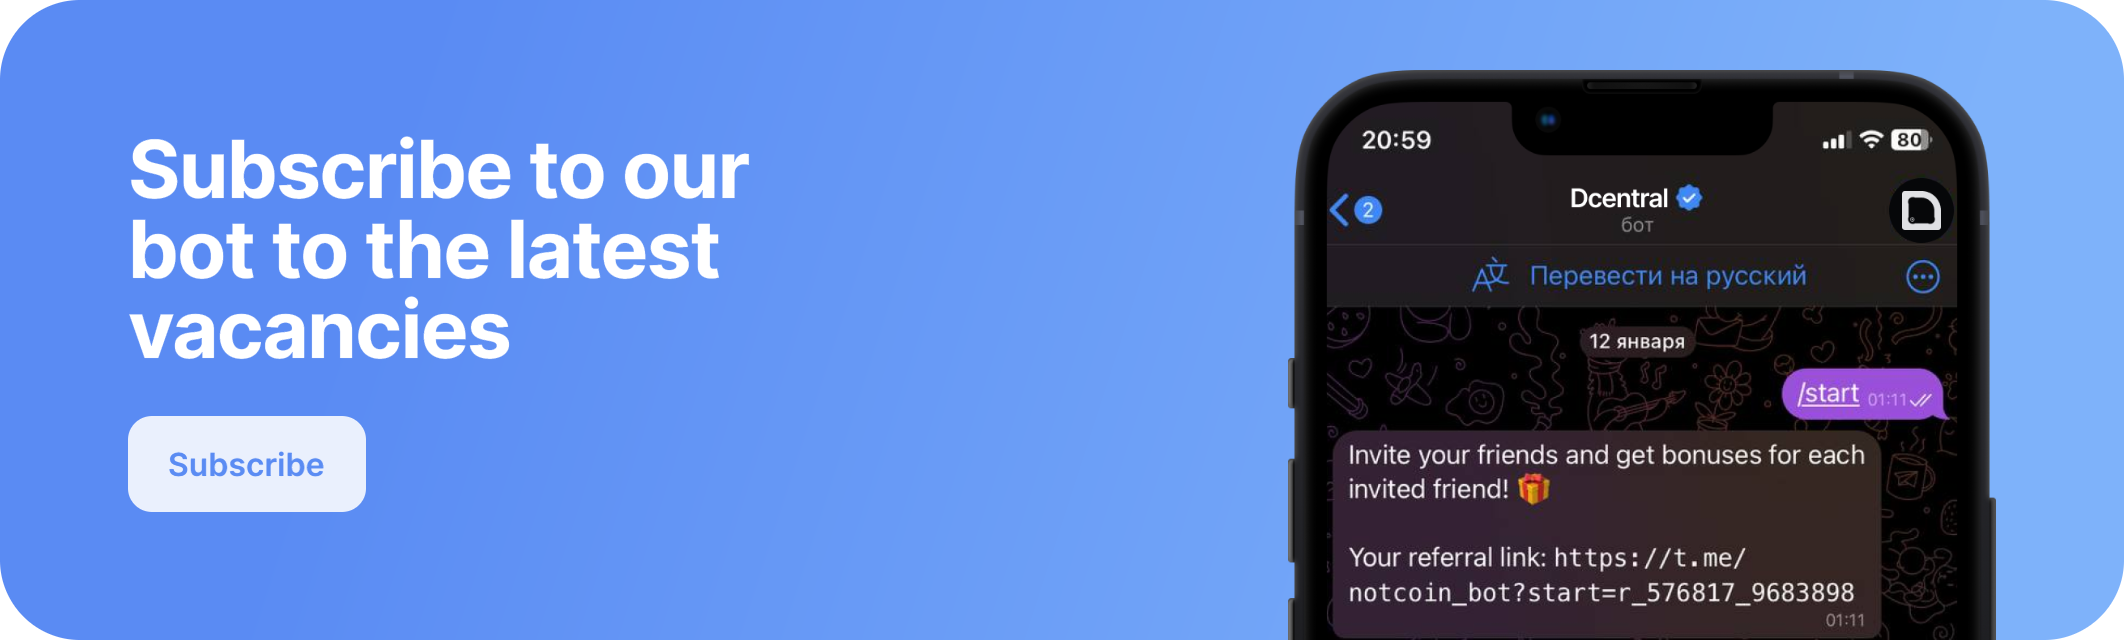 Subscribe to our
bot to the latest
vacancies
Subscribe
20:59
80
2
Dcentral
бот
Перевести на русский
12 января
/start 01:11
Invite your friends and get bonuses for each
invited friend! 🎁
Your referral link: https://t.me/
notcoin_bot?start=r_576817_9683898
01:11